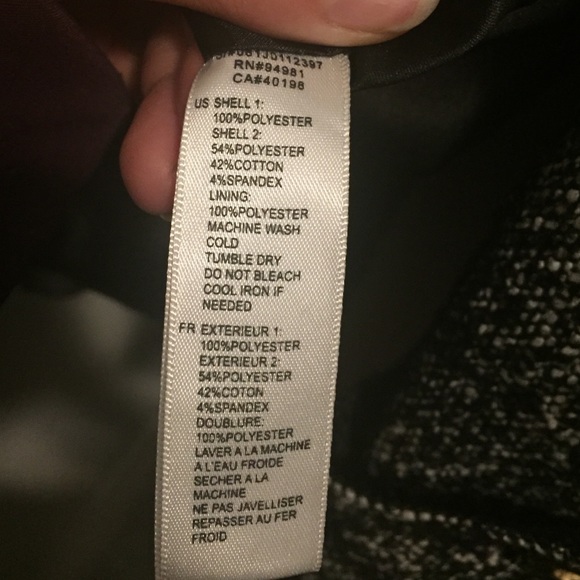 RN#94981
CA#40198
US SHELL 1:
100%POLYESTER
SHELL 2:
54%POLYESTER
42%COTTON
4%SPANDEX
LINING:
100%POLYESTER
MACHINE WASH
COLD
TUMBLE DRY
DO NOT BLEACH
COOL IRON IF
NEEDED
FR EXTERIEUR 1:
100%POLYESTER
EXTERIEUR 2:
54%POLYESTER
42%COTON
4%SPANDEX
DOUBLURE:
100%POLYESTER
LAVER A LA MACHINE
A L'EAU FROIDE
SECHER A LA
MACHINE
NE PAS JAVELLISER
REPASSER AU FER
FROID